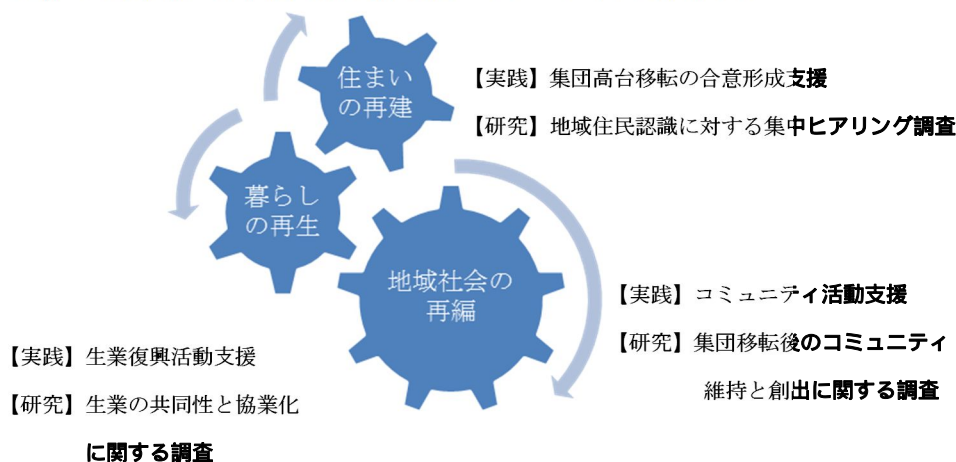 住まい
の再建
【実践】集団高台移転の合意形成支援
【研究】地域住民認識に対する集中ヒアリング調査
暮らし
の再生
地域社会の
再編
【実践】コミュニティ活動支援
【研究】集団移転後のコミュニティ
維持と創出に関する調査
【実践】生業復興活動支援
【研究】生業の共同性と協業化
に関する調査